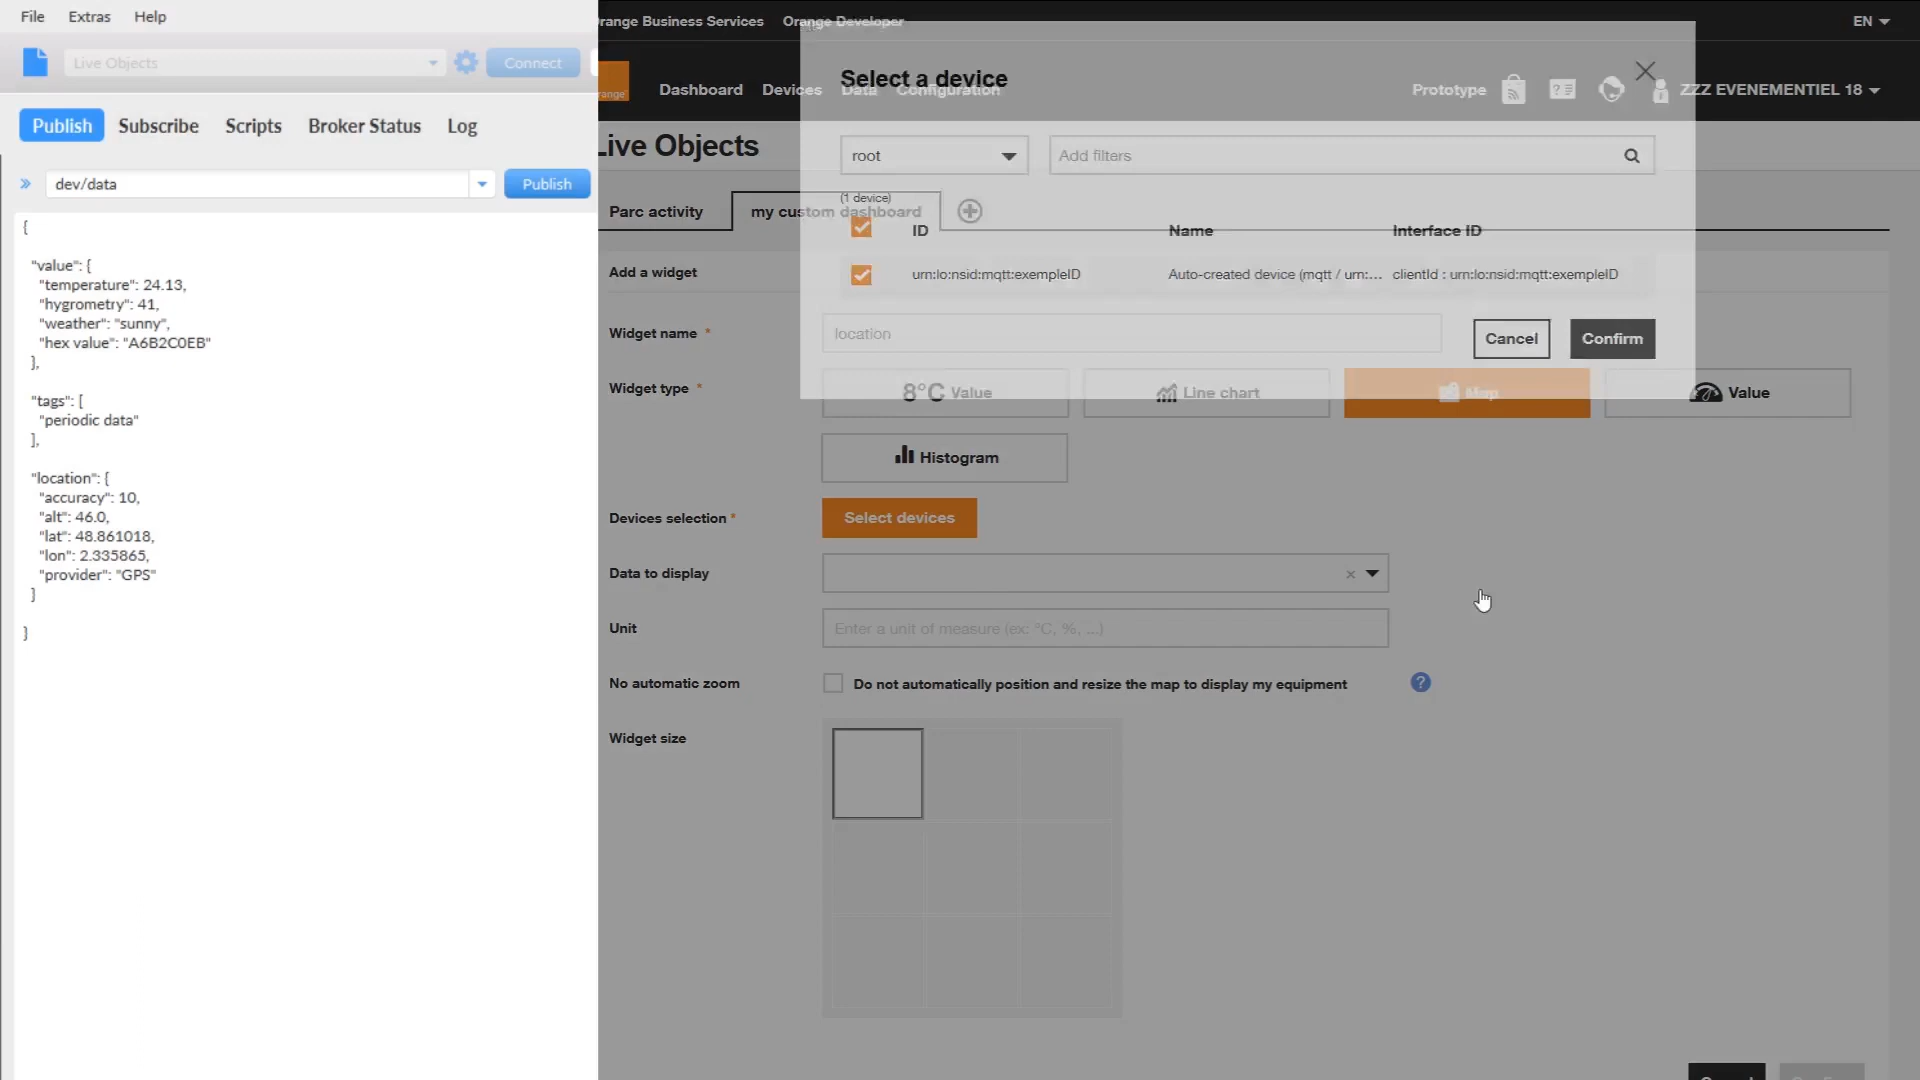 File Extras Help
Live Objects Connect
Publish Subscribe Scripts Broker Status Log
dev/data Publish
{
"value": {
"temperature": 24.13,
"hygrometry": 41,
"weather": "sunny",
"hex value": "A6B2C0EB"
},
"tags": [
"periodic data"
],
"location": {
"accuracy": 10,
"alt": 46.0,
"lat": 48.861018,
"lon": 2.335865,
"provider": "GPS"
}
}
Orange Business Services Orange Developer EN
Dashboard Devices Data Configuration Prototype ZZZ EVENEMENTIEL 18
Live Objects
Parc activity my custom dashboard
Select a device
root Add filters
(1 device)
ID Name Interface ID
urn:lo:nsid:mqtt:exempleID Auto-created device (mqtt / urn:... clientId : urn:lo:nsid:mqtt:exempleID
Cancel Confirm
Add a widget
Widget name * location
Widget type * 8°C Value Line chart Map Value
Histogram
Devices selection * Select devices
Data to display
Unit Enter a unit of measure (ex: °C, %, ...)
No automatic zoom Do not automatically position and resize the map to display my equipment ?
Widget size